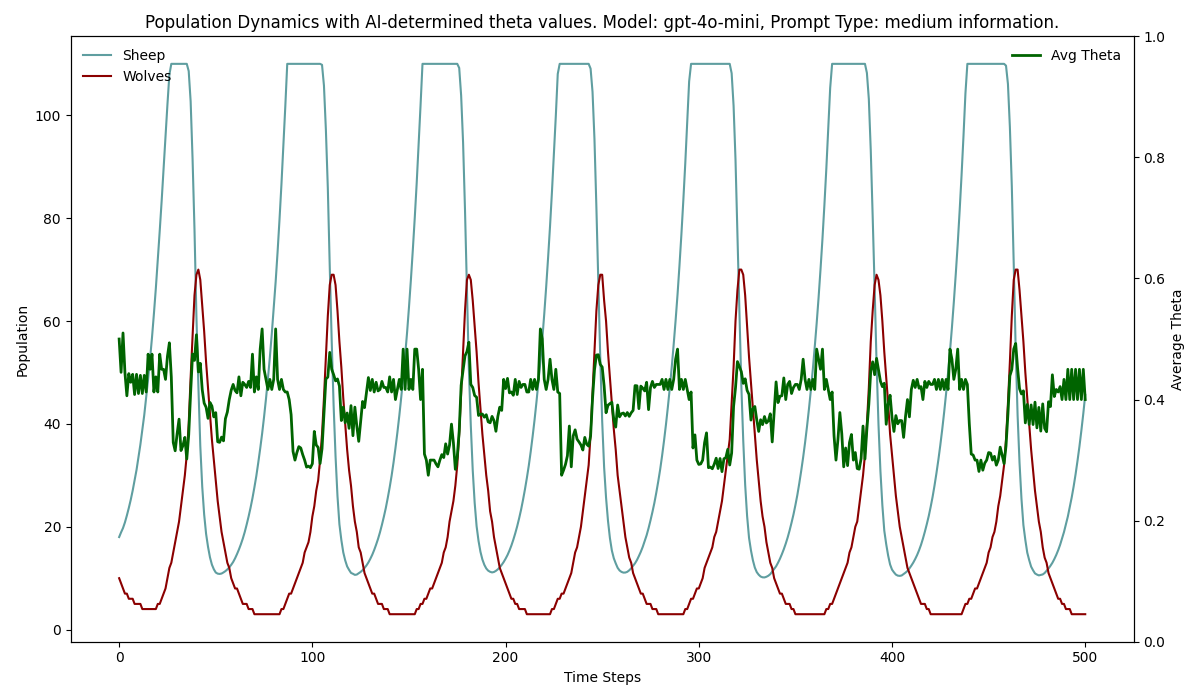 Population Dynamics with AI-determined theta values. Model: gpt-4o-mini, Prompt Type: medium information.
Sheep
Wolves
Avg Theta
Population
100
80
60
40
20
0
1.0
0.8
0.6
0.4
0.2
0.0
Average Theta
0 100 200 300 400 500
Time Steps